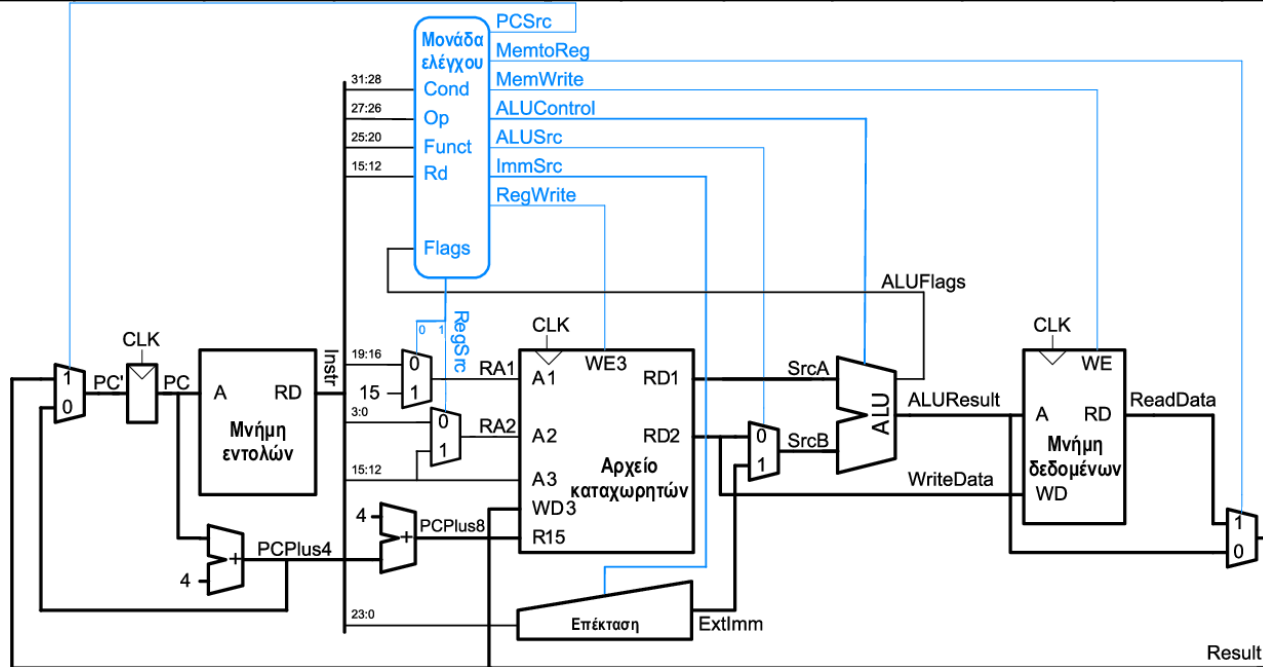 PCSrc
Μονάδα
ελέγχου
MemtoReg
MemWrite
31:28
Cond
ALUControl
27:26
Op
ALUSrc
25:20
Funct
ImmSrc
15:12
Rd
RegWrite
Flags
ALUFlags
0 1
RegSrc
CLK
CLK
CLK
Instr
19:16
0
RA1
A1
WE3
RD1
SrcA
WE
1
0
PC'
PC
A
RD
15
1
ALU
ALUResult
A
RD
ReadData
Μνήμη
εντολών
3:0
0
1
RA2
A2
RD2
0
1
SrcB
Μνήμη
δεδομένων
Αρχείο
καταχωρητών
15:12
A3
WriteData
WD
WD3
4
+
PCPlus8
R15
1
0
+
4
PCPlus4
23:0
Επέκταση
ExtImm
Result